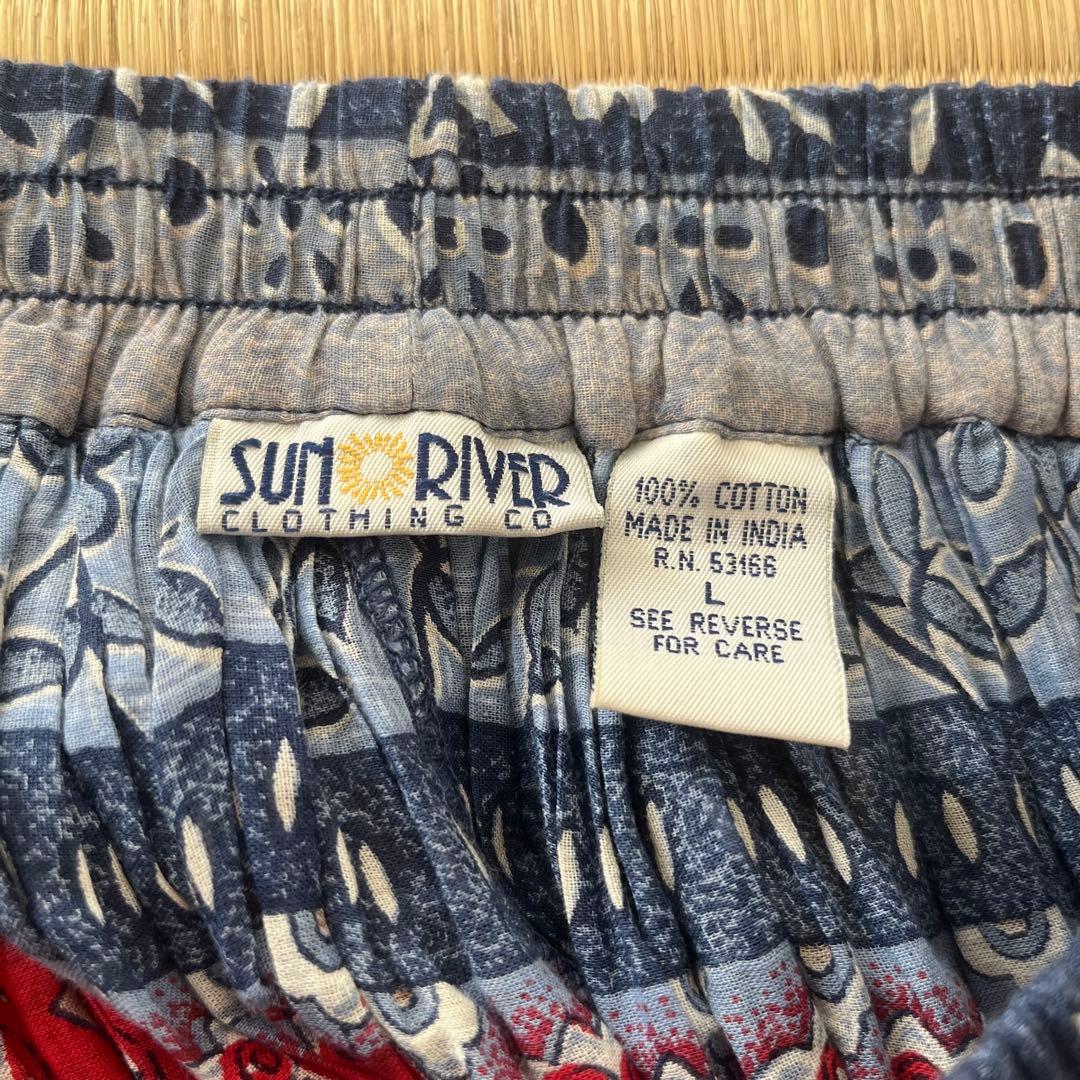 SUN RIVER
CLOTHING CO
100% COTTON
MADE IN INDIA
R.N. 53166
L
SEE REVERSE
FOR CARE